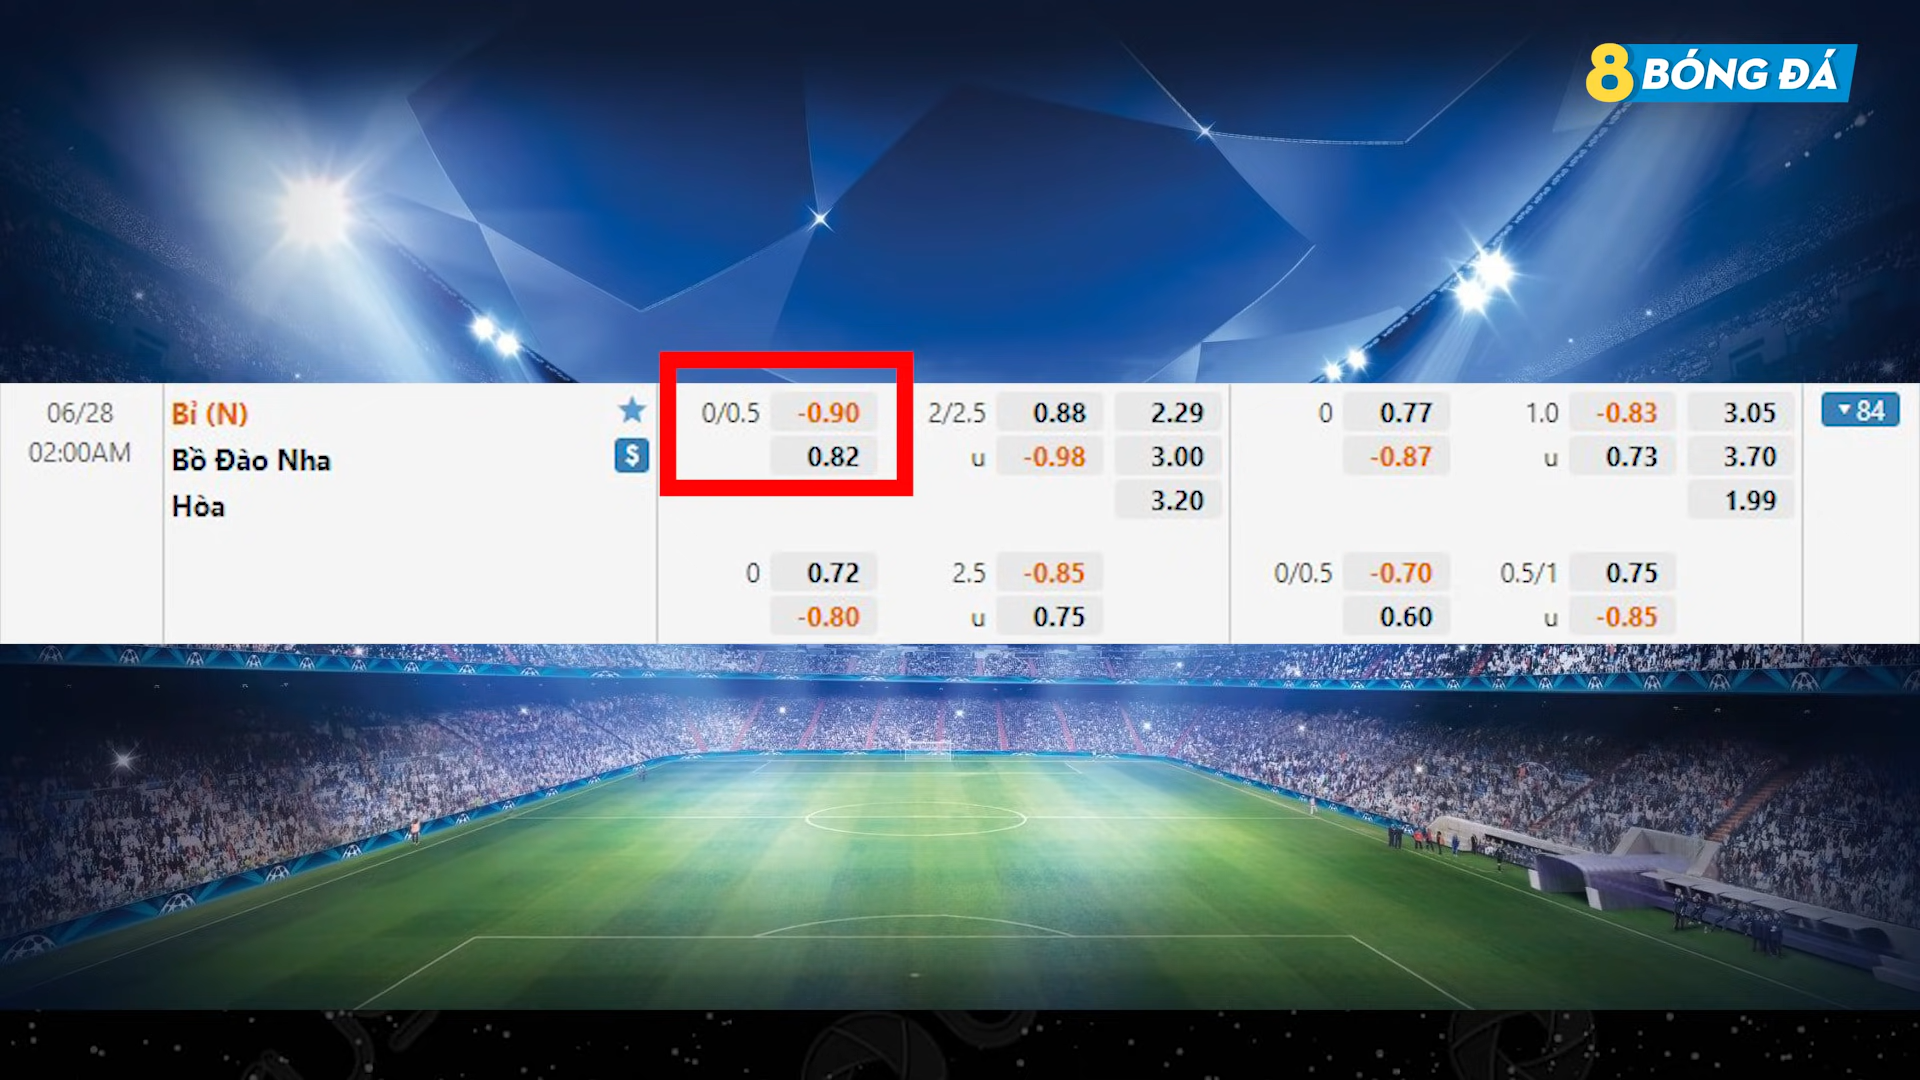 8 BÓNG ĐÁ
06/28 Bỉ (N) 0/0.5 -0.90 2/2.5 0.88 2.29 0 0.77 1.0 -0.83 3.05 84
02:00AM Bồ Đào Nha $ 0.82 u -0.98 3.00 -0.87 u 0.73 3.70
Hòa 3.20 1.99
0 0.72 2.5 -0.85 0/0.5 -0.70 0.5/1 0.75
-0.80 u 0.75 0.60 u -0.85